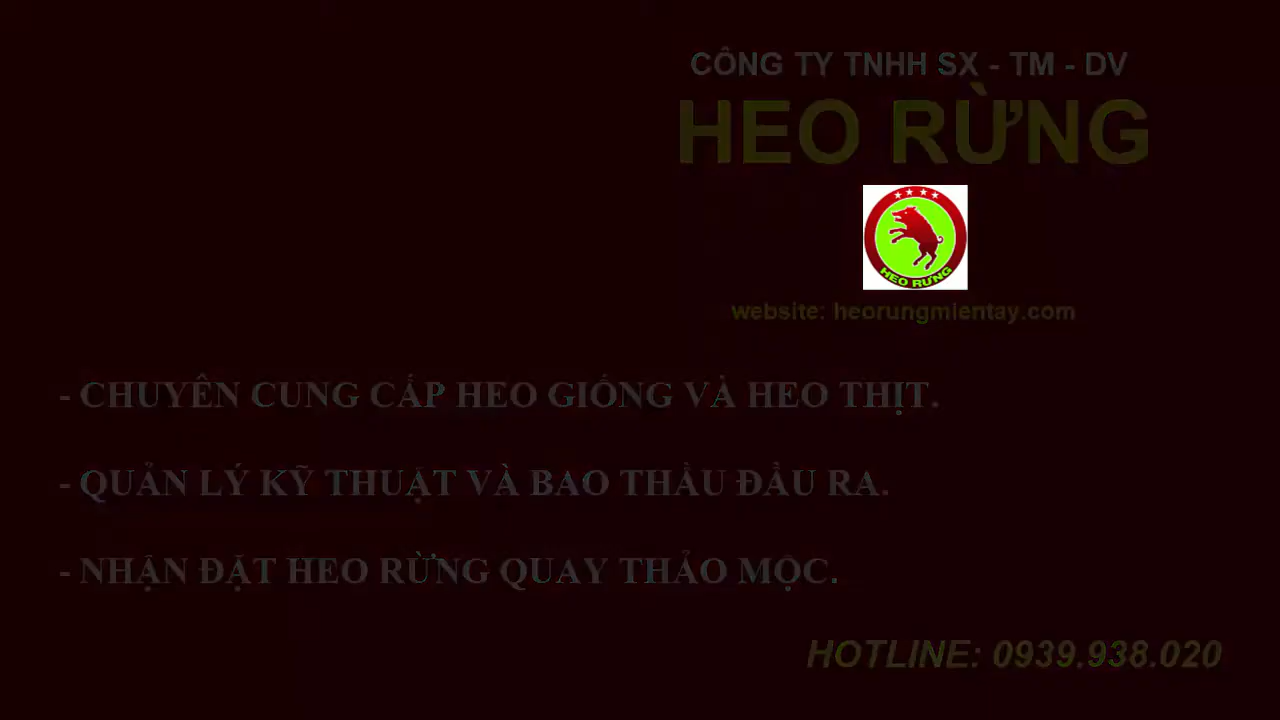 CÔNG TY TNHH SX - TM - DV
HEO RỪNG
HEO RỪNG
website: heorungmientay.com
- CHUYÊN CUNG CẤP HEO GIỐNG VÀ HEO THỊT.
- QUẢN LÝ KỸ THUẬT VÀ BAO THẦU ĐẦU RA.
- NHẬN ĐẶT HEO RỪNG QUAY THẢO MỘC.
HOTLINE: 0939.938.020